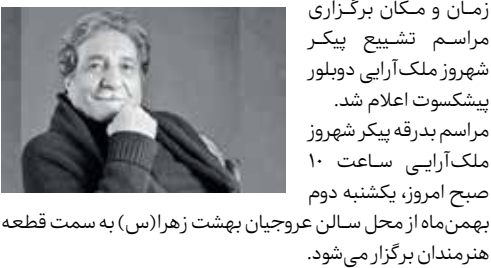 زمان و مکان برگزاری
مراسم تشییع پیکر
شهروز ملک‌آرایی دوبلور
پیشکسوت اعلام شد.
مراسم بدرقه پیکر شهروز
ملک‌آرایی ساعت ۱۰
صبح امروز، یکشنبه دوم
بهمن‌ماه از محل سالن عروجیان بهشت زهرا(س) به سمت قطعه
هنرمندان برگزار می‌شود.